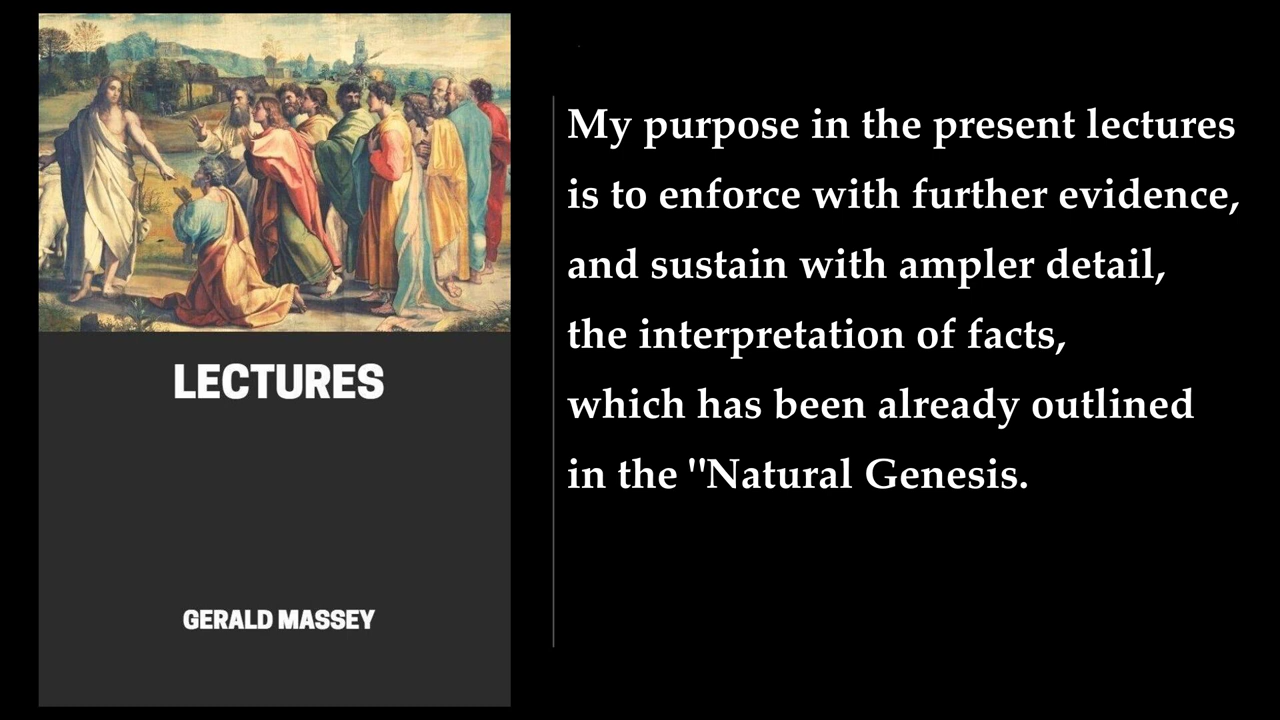 LECTURES
GERALD MASSEY
My purpose in the present lectures
is to enforce with further evidence,
and sustain with ampler detail,
the interpretation of facts,
which has been already outlined
in the "Natural Genesis.